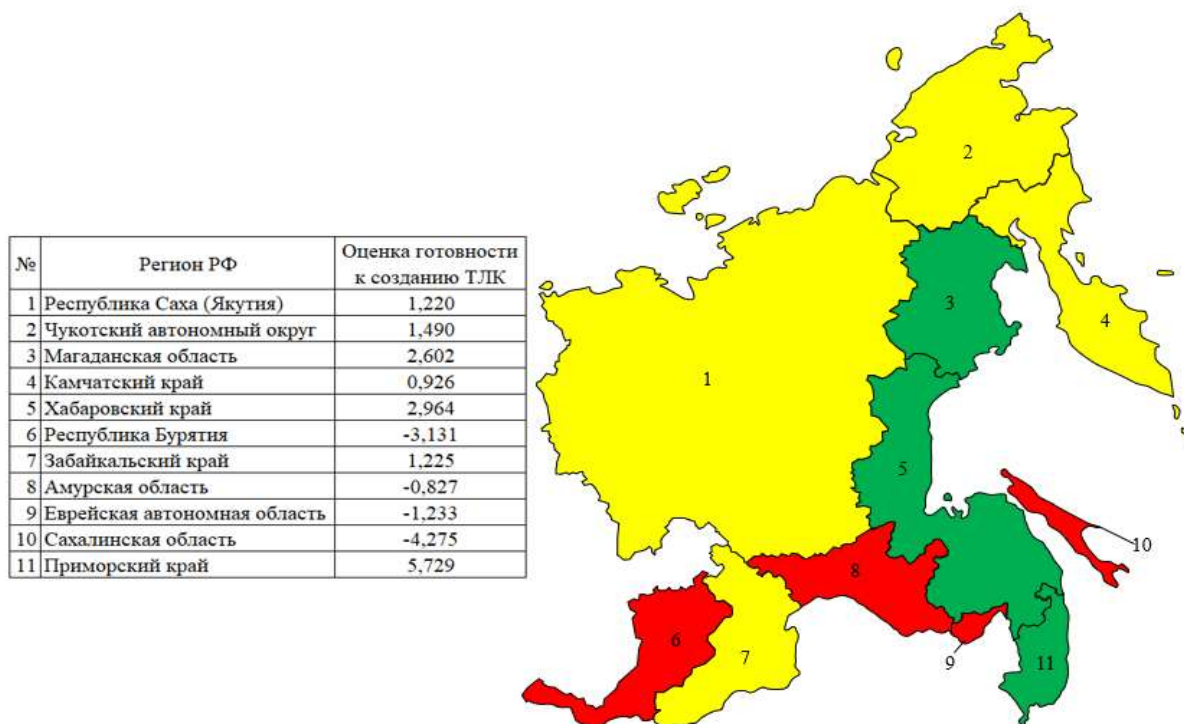 № Регион РФ Оценка готовности
к созданию ТЛК
1 Республика Саха (Якутия) 1,220
2 Чукотский автономный округ 1,490
3 Магаданская область 2,602
4 Камчатский край 0,926
5 Хабаровский край 2,964
6 Республика Бурятия -3,131
7 Забайкальский край 1,225
8 Амурская область -0,827
9 Еврейская автономная область -1,233
10 Сахалинская область -4,275
11 Приморский край 5,729
2
3
4
1
5
10
8
6
7
9
11